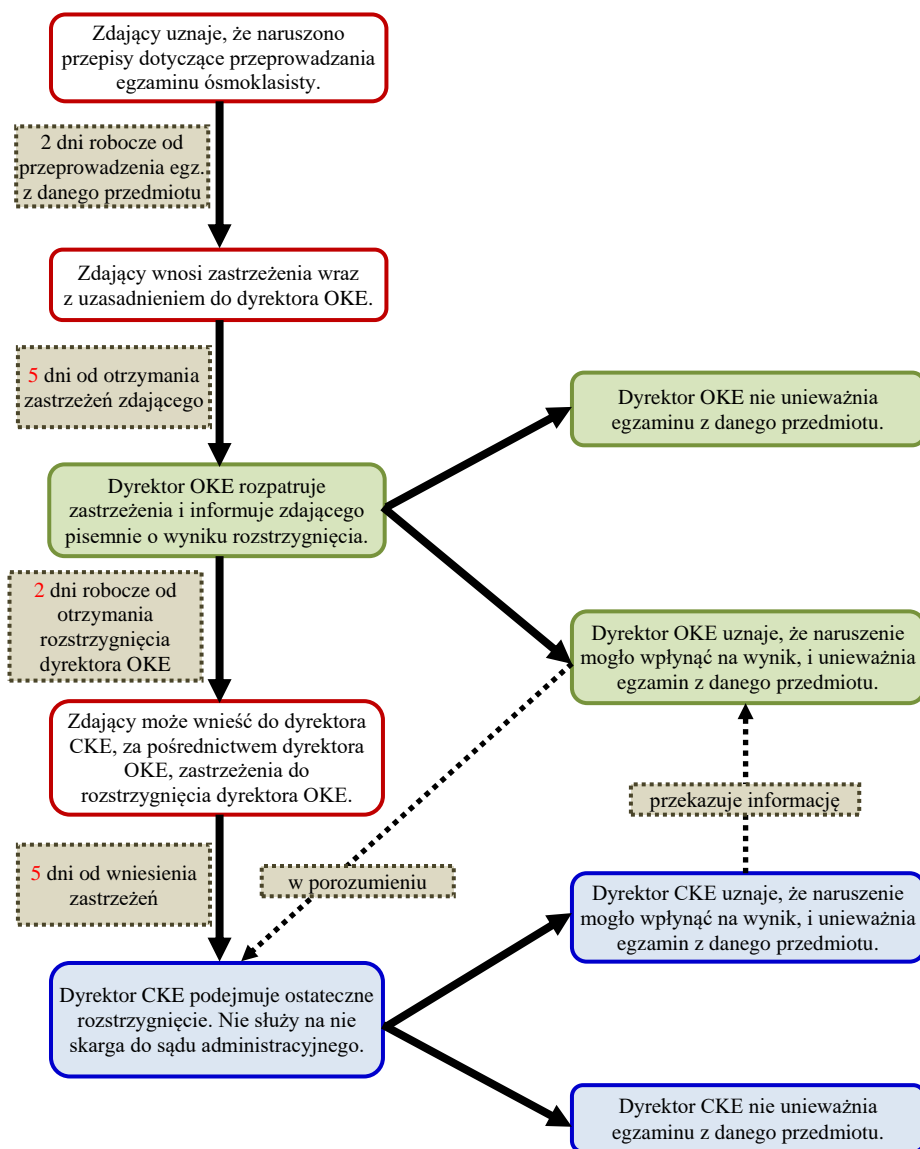 Zdający uznaje, że naruszono
przepisy dotyczące przeprowadzania
egzaminu ósmoklasisty.
2 dni robocze od
przeprowadzenia egz.
z danego przedmiotu
Zdający wnosi zastrzeżenia wraz
z uzasadnieniem do dyrektora OKE.
5 dni od otrzymania
zastrzeżeń zdającego
Dyrektor OKE nie unieważnia
egzaminu z danego przedmiotu.
Dyrektor OKE rozpatruje
zastrzeżenia i informuje zdającego
pisemnie o wyniku rozstrzygnięcia.
2 dni robocze od
otrzymania
rozstrzygnięcia
dyrektora OKE
Dyrektor OKE uznaje, że naruszenie
mogło wpłynąć na wynik, i unieważnia
egzamin z danego przedmiotu.
Zdający może wnieść do dyrektora
CKE, za pośrednictwem dyrektora
OKE, zastrzeżenia do
rozstrzygnięcia dyrektora OKE.
przekazuje informację
5 dni od wniesienia
zastrzeżeń
w porozumieniu
Dyrektor CKE uznaje, że naruszenie
mogło wpłynąć na wynik, i unieważnia
egzamin z danego przedmiotu.
Dyrektor CKE podejmuje ostateczne
rozstrzygnięcie. Nie służy na nie
skarga do sądu administracyjnego.
Dyrektor CKE nie unieważnia
egzaminu z danego przedmiotu.